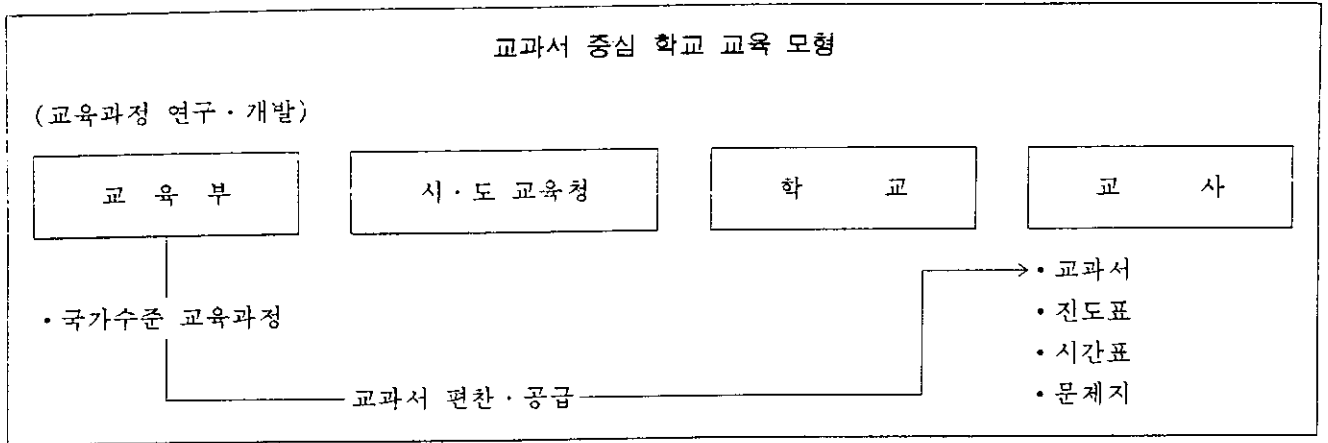 교과서 중심 학교 교육 모형
(교육과정 연구·개발)
교 육 부
시·도 교육청
학 교
교 사
• 국가수준 교육과정
교과서 편찬·공급
• 교과서
• 진도표
• 시간표
• 문제지